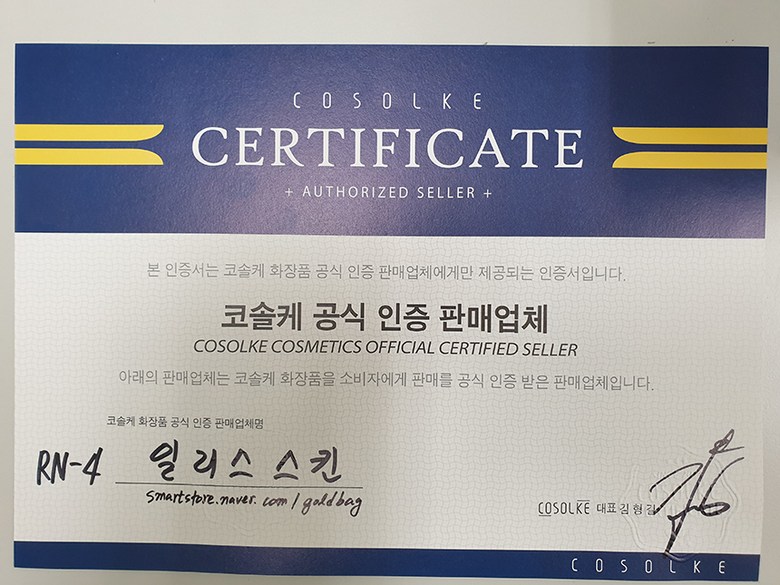 COSOLKE
CERTIFICATE
+ AUTHORIZED SELLER +
본 인증서는 코솔케 화장품 공식 인증 판매업체에게만 제공되는 인증서입니다.
코솔케 공식 인증 판매업체
COSOLKE COSMETICS OFFICIAL CERTIFIED SELLER
아래의 판매업체는 코솔케 화장품을 소비자에게 판매를 공식 인증 받은 판매업체입니다.
코솔케 화장품 공식 인증 판매업체명
RN-4 일리스 스킨
smartstore.naver.com/goldbag
COSOLKE 대표 김형길
COSOLKE